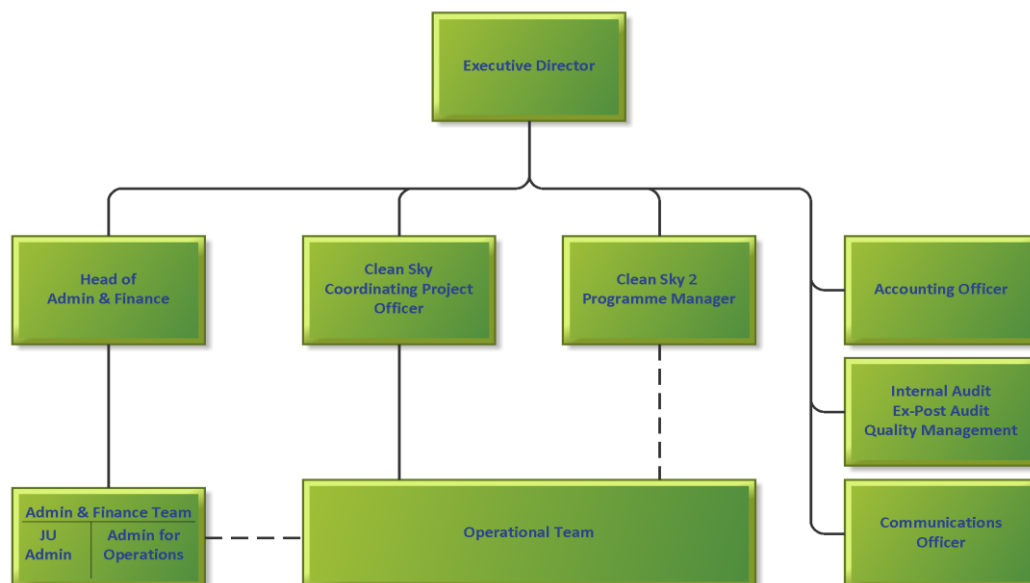 Executive Director
Head of
Admin & Finance
Clean Sky
Coordinating Project
Officer
Clean Sky 2
Programme Manager
Accounting Officer
Internal Audit
Ex-Post Audit
Quality Management
Admin & Finance Team
JU
Admin
Admin for
Operations
Operational Team
Communications
Officer